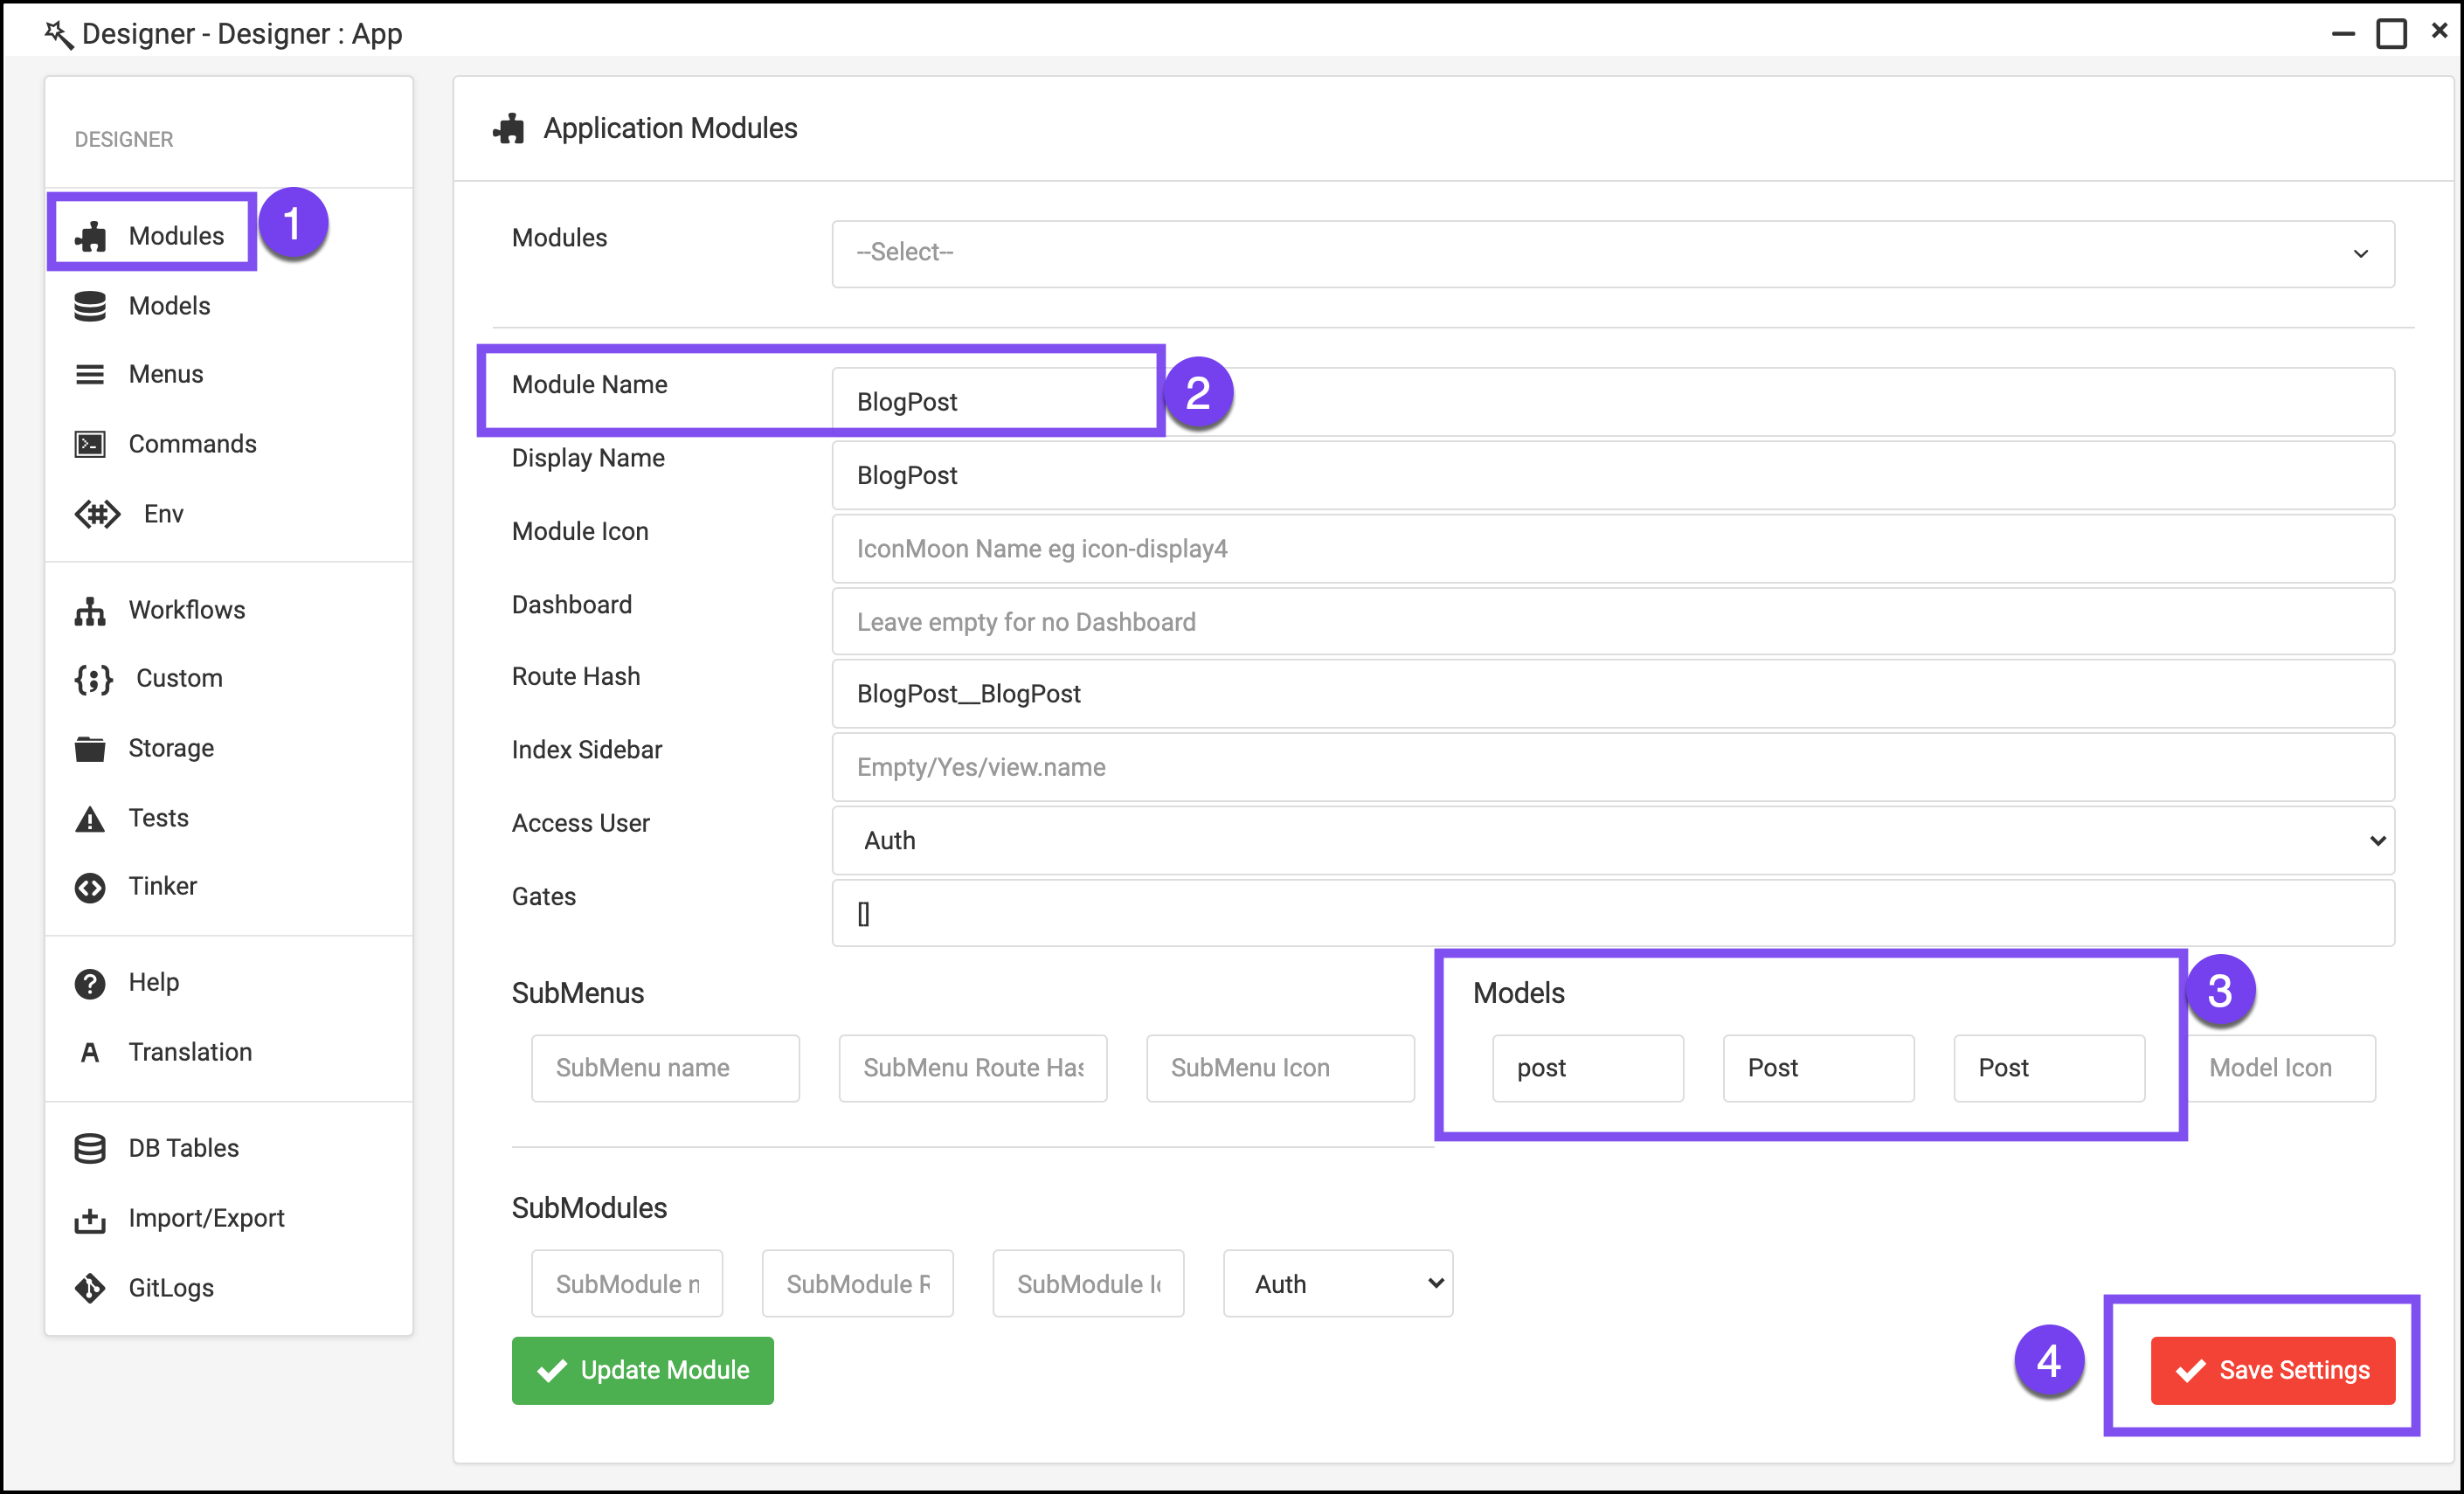 Designer - Designer : App
DESIGNER
Modules
1
Models
Menus
Commands
Env
Workflows
Custom
Storage
Tests
Tinker
Help
Translation
DB Tables
Import/Export
GitLogs
Application Modules
Modules
--Select--
Module Name
BlogPost
2
Display Name
BlogPost
Module Icon
IconMoon Name eg icon-display4
Dashboard
Leave empty for no Dashboard
Route Hash
BlogPost__BlogPost
Index Sidebar
Empty/Yes/view.name
Access User
Auth
Gates
[]
SubMenus
SubMenu name
SubMenu Route Has
SubMenu Icon
Models
3
post
Post
Post
Model Icon
SubModules
SubModule n
SubModule R
SubModule Ic
Auth
Update Module
4
Save Settings